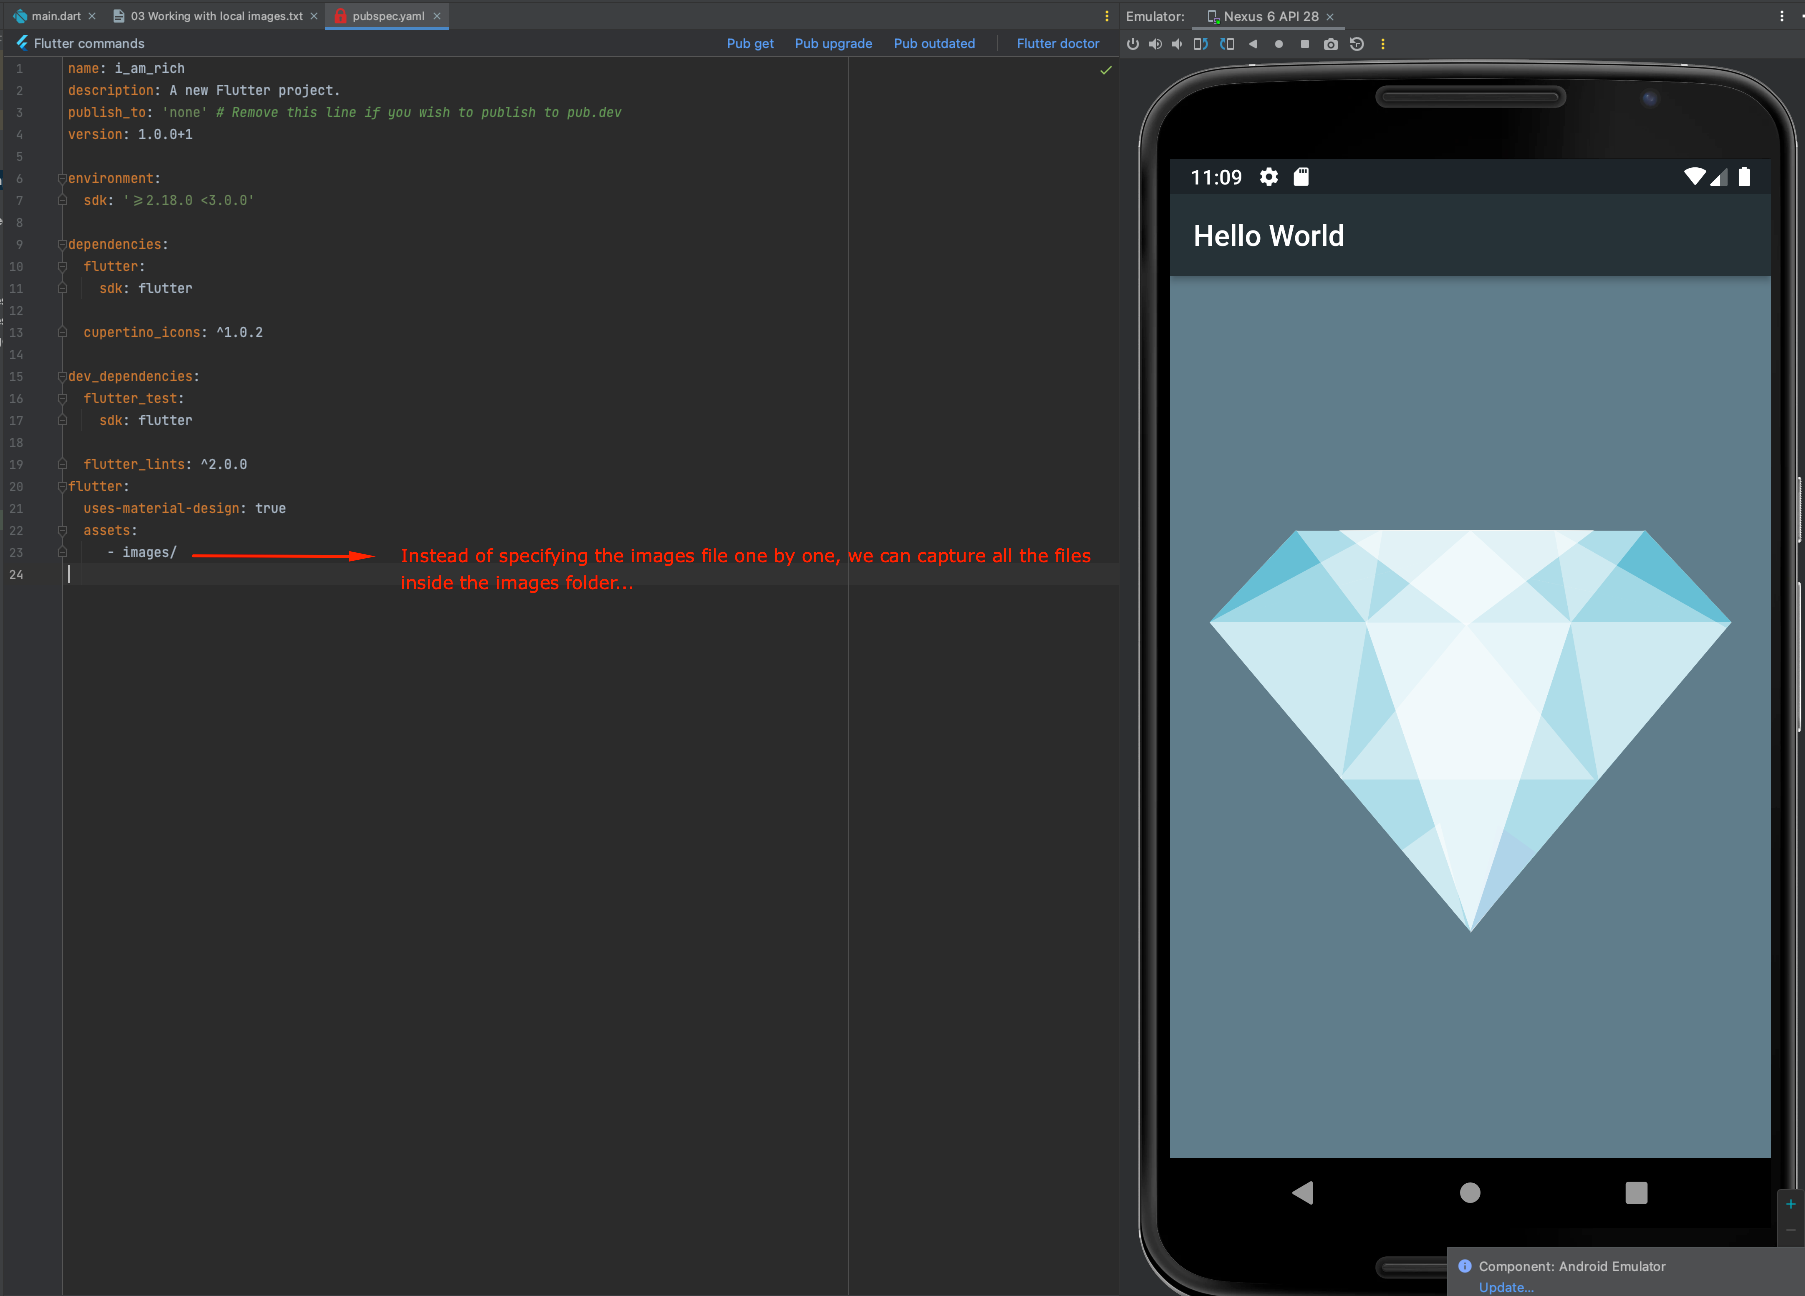 main.dart
03 Working with local images.txt
pubspec.yaml
Emulator:
Nexus 6 API 28
Flutter commands
Pub get
Pub upgrade
Pub outdated
Flutter doctor
1 name: i_am_rich
2 description: A new Flutter project.
3 publish_to: 'none' # Remove this line if you wish to publish to pub.dev
4 version: 1.0.0+1
5
6 environment:
7 sdk: '>=2.18.0 <3.0.0'
8
9 dependencies:
10 flutter:
11 sdk: flutter
12
13 cupertino_icons: ^1.0.2
14
15 dev_dependencies:
16 flutter_test:
17 sdk: flutter
18
19 flutter_lints: ^2.0.0
20 flutter:
21 uses-material-design: true
22 assets:
23 - images/
24
Instead of specifying the images file one by one, we can capture all the files
inside the images folder...
11:09
Hello World
Component: Android Emulator
Update...